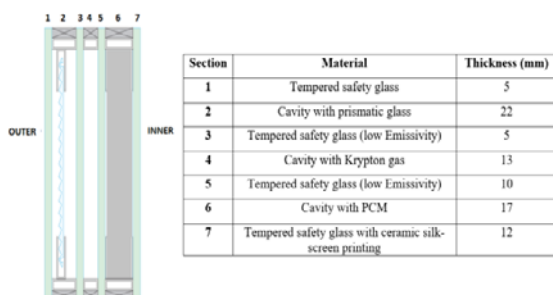 1 2 3 4 5 6 7
OUTER
INNER
Section Material Thickness (mm)
1 Tempered safety glass 5
2 Cavity with prismatic glass 22
3 Tempered safety glass (low Emissivity) 5
4 Cavity with Krypton gas 13
5 Tempered safety glass (low Emissivity) 10
6 Cavity with PCM 17
7 Tempered safety glass with ceramic silk-
screen printing 12